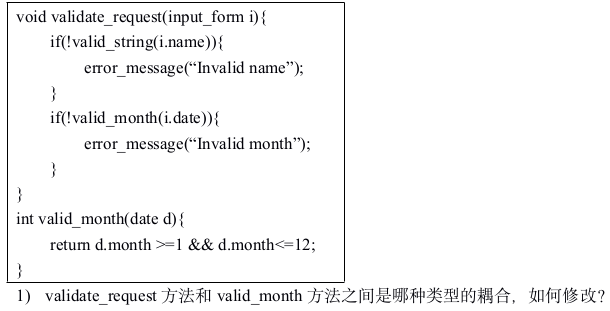 void validate_request(input_form i){
if(!valid_string(i.name)){
error_message(“Invalid name”);
}
if(!valid_month(i.date)){
error_message(“Invalid month”);
}
}
int valid_month(date d){
return d.month >=1 && d.month<=12;
}
1) validate_request 方法和 valid_month 方法之间是哪种类型的耦合，如何修改?